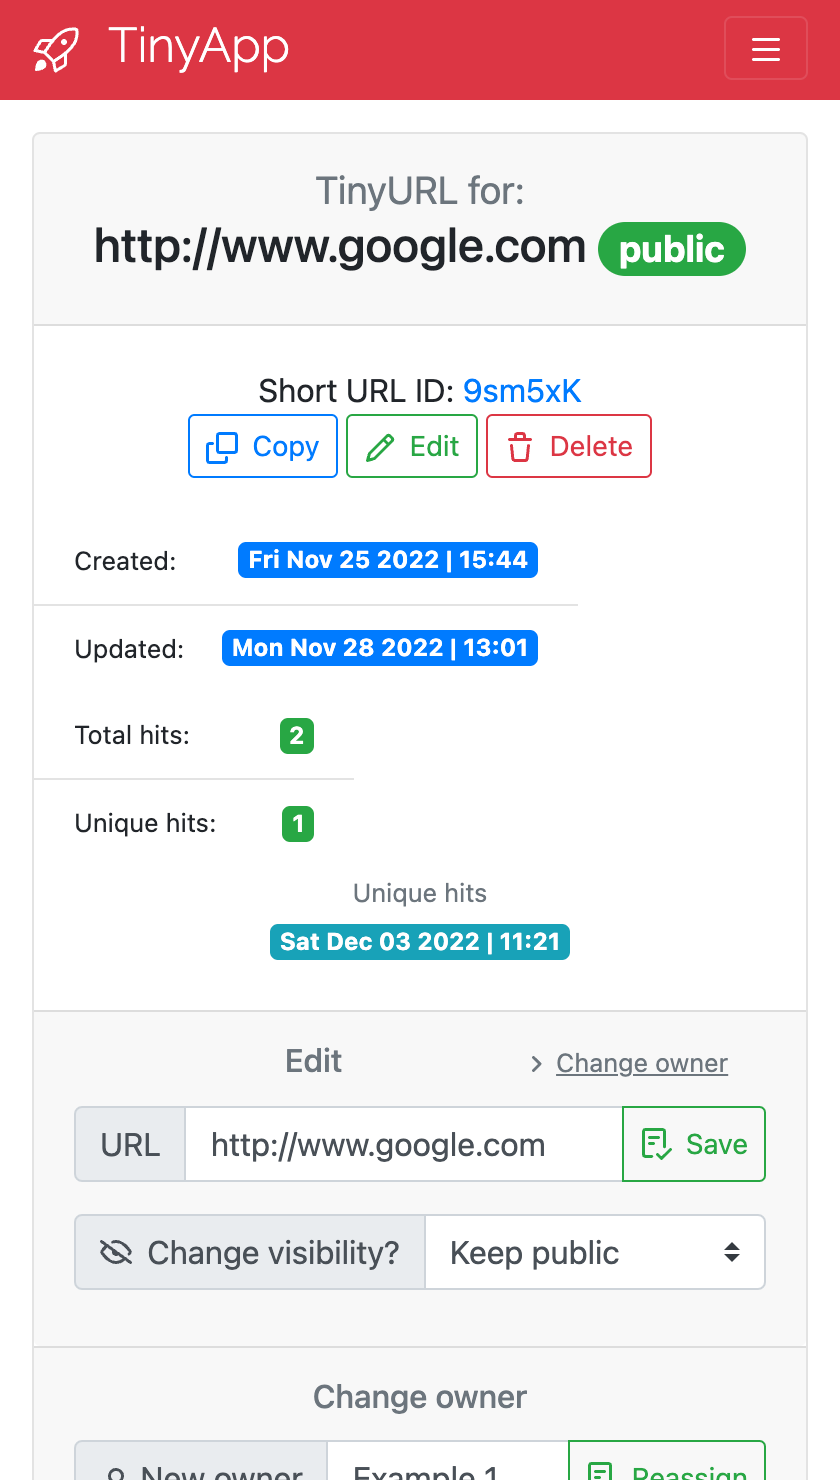 TinyApp
TinyURL for:
http://www.google.com public
Short URL ID: 9sm5xK
Copy Edit Delete
Created: Fri Nov 25 2022 | 15:44
Updated: Mon Nov 28 2022 | 13:01
Total hits: 2
Unique hits: 1
Unique hits
Sat Dec 03 2022 | 11:21
Edit > Change owner
URL http://www.google.com Save
Change visibility? Keep public
Change owner
New owner Example 1 Reassign